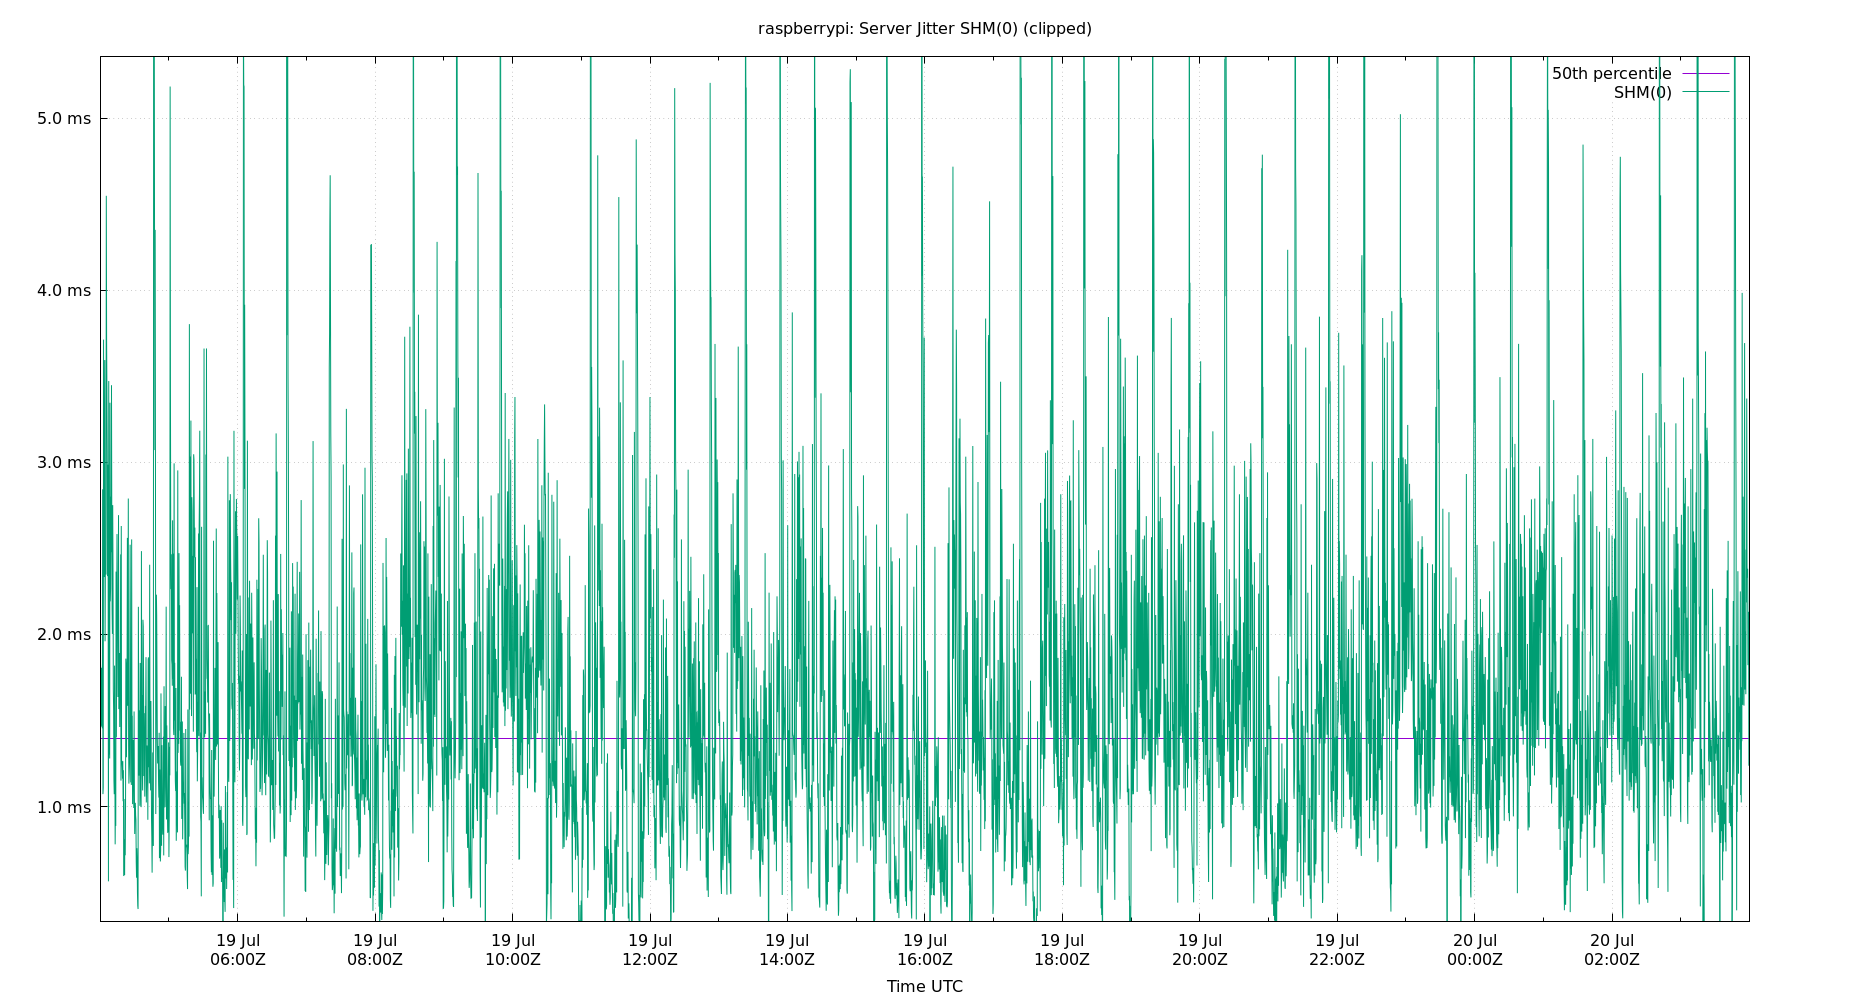 raspberrypi: Server Jitter SHM(0) (clipped)
50th percentile
SHM(0)
5.0 ms
4.0 ms
3.0 ms
2.0 ms
1.0 ms
19 Jul 19 Jul 19 Jul 19 Jul 19 Jul 19 Jul 19 Jul 19 Jul 19 Jul 20 Jul 20 Jul
06:00Z 08:00Z 10:00Z 12:00Z 14:00Z 16:00Z 18:00Z 20:00Z 22:00Z 00:00Z 02:00Z
Time UTC